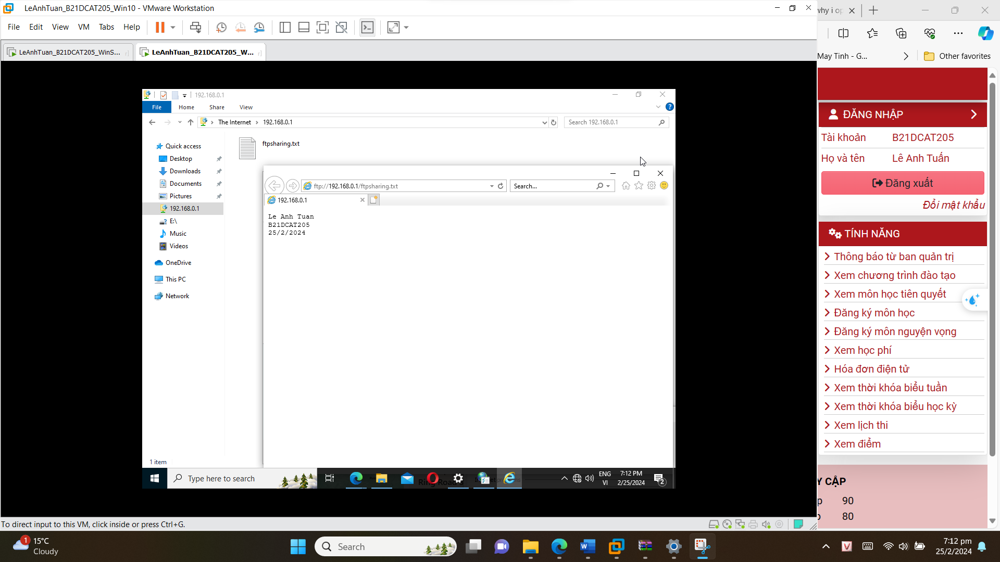 LeAnhTuan_B21DCAT205_Win10 - VMware Workstation
File Edit View VM Tabs Help
LeAnhTuan_B21DCAT205_WinS...
LeAnhTuan_B21DCAT205_W...
192.168.0.1
File Home Share View
The Internet 192.168.0.1
Search 192.168.0.1
Quick access
Desktop
Downloads
Documents
Pictures
192.168.0.1
E:\
Music
Videos
OneDrive
This PC
Network
1 item
ftpsharing.txt
ftp://192.168.0.1/ftpsharing.txt
Search...
192.168.0.1
Le Anh Tuan
B21DCAT205
25/2/2024
Type here to search
Ring Road
ENG
VI
7:12 PM
2/25/2024
2
To direct input to this VM, click inside or press Ctrl+G.
why i op
May Tinh - G...
Other favorites
ĐĂNG NHẬP
Tài khoản B21DCAT205
Họ và tên Lê Anh Tuấn
Đăng xuất
Đổi mật khẩu
TÍNH NĂNG
Thông báo từ ban quản trị
Xem chương trình đào tạo
Xem môn học tiên quyết
Đăng ký môn học
Đăng ký môn nguyện vọng
Xem học phí
Hóa đơn điện tử
Xem thời khóa biểu tuần
Xem thời khóa biểu học kỳ
Xem lịch thi
Xem điểm
Y CẬP
p 90
p 80
1
15°C
Cloudy
Search
7:12 pm
25/2/2024